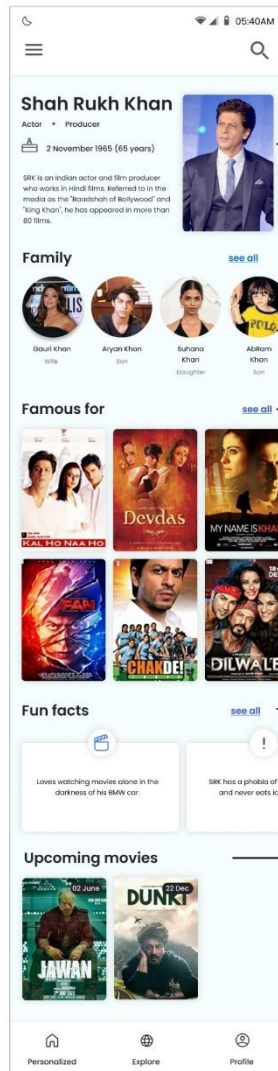 05:40AM
Shah Rukh Khan
Actor • Producer
2 November 1965 (65 years)
SRK is an Indian actor and film producer
who works in Hindi films. Referred to in the
media as the "Baadshah of Bollywood" and
"King Khan", he has appeared in more than
80 films.
Family
see all
Gauri Khan
Wife
Aryan Khan
Son
Suhana
Khan
Daughter
AbRam
Khan
Son
Famous for
see all
KAL HO NAA HO
Devdas
MY NAME IS KHAN
FAN
CHAK DE!
DILWALE
Fun facts
see all
Loves watching movies alone in the
darkness of his BMW car.
SRK has a phobia of
and never eats ic
Upcoming movies
02 June
JAWAN
22 Dec
DUNKI
Personalized
Explore
Profile